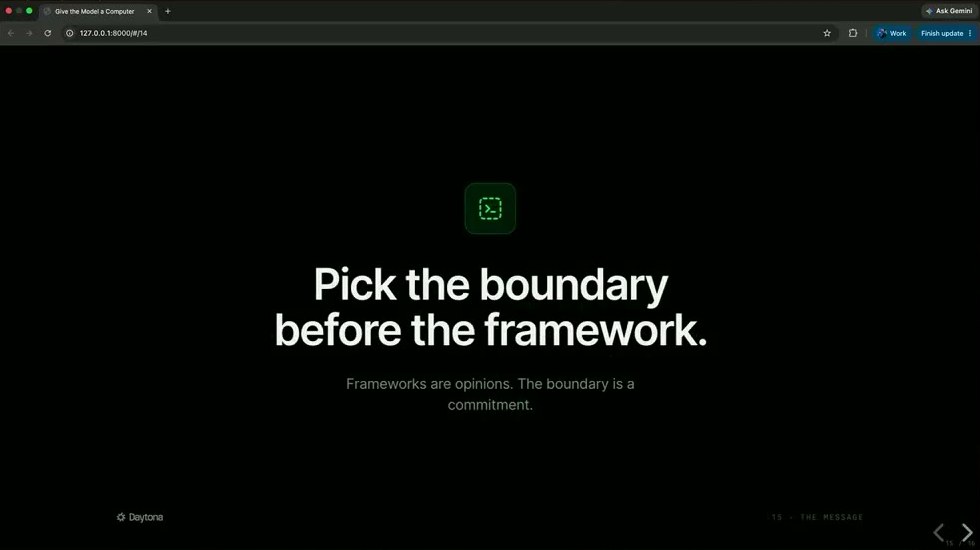 Give the Model a Computer
Ask Gemini
127.0.0.1:8000/#/14
Work
Finish update
Pick the boundary
before the framework.
Frameworks are opinions. The boundary is a
commitment.
Daytona
15 · THE MESSAGE